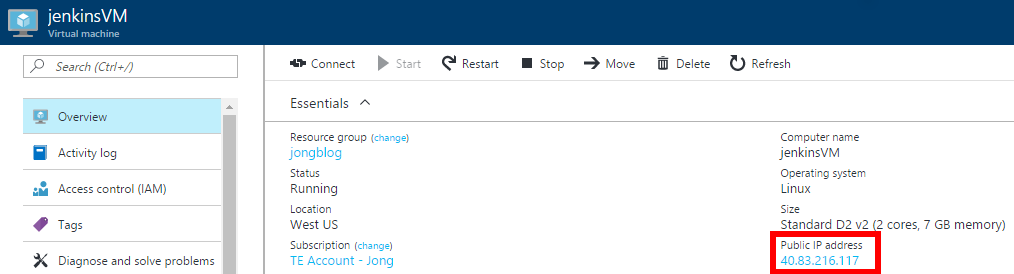 jenkinsVM
Virtual machine
Search (Ctrl+/)
Overview
Activity log
Access control (IAM)
Tags
Diagnose and solve problems
Connect Start Restart Stop Move Delete Refresh
Essentials
Resource group (change)
jongblog
Status
Running
Location
West US
Subscription (change)
TE Account - Jong
Computer name
jenkinsVM
Operating system
Linux
Size
Standard D2 v2 (2 cores, 7 GB memory)
Public IP address
40.83.216.117